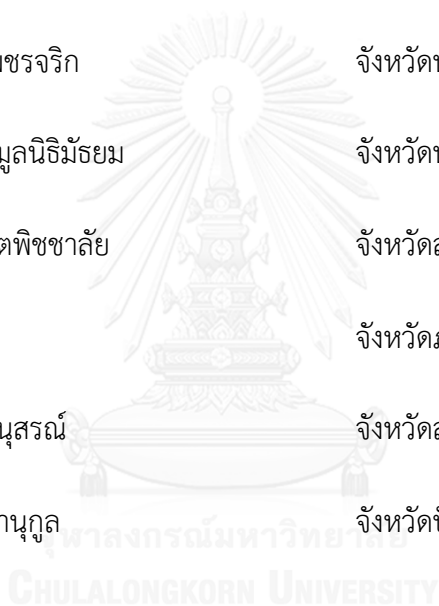 ชรจริก จังหวัด
มูลนิธิมัธยม จังหวัด
ตพิชชาลัย จังหวัด
จังหวัด
นุสรณ์ จังหวัด
านุกูล จังหวัด
จุฬาลงกรณ์มหาวิทยาลัย
CHULALONGKORN UNIVERSITY